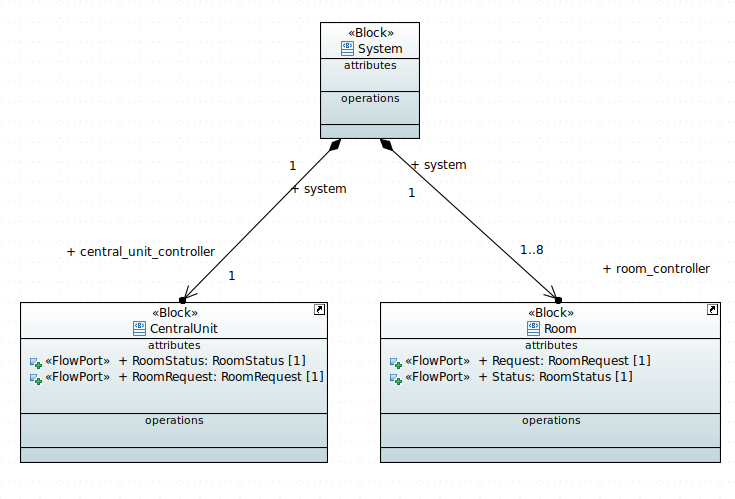 «Block»
System
attributes
operations
1
+ system
+ system
1
+ central_unit_controller
1
1..8
+ room_controller
«Block»
CentralUnit
attributes
«FlowPort» + RoomStatus: RoomStatus [1]
«FlowPort» + RoomRequest: RoomRequest [1]
operations
«Block»
Room
attributes
«FlowPort» + Request: RoomRequest [1]
«FlowPort» + Status: RoomStatus [1]
operations